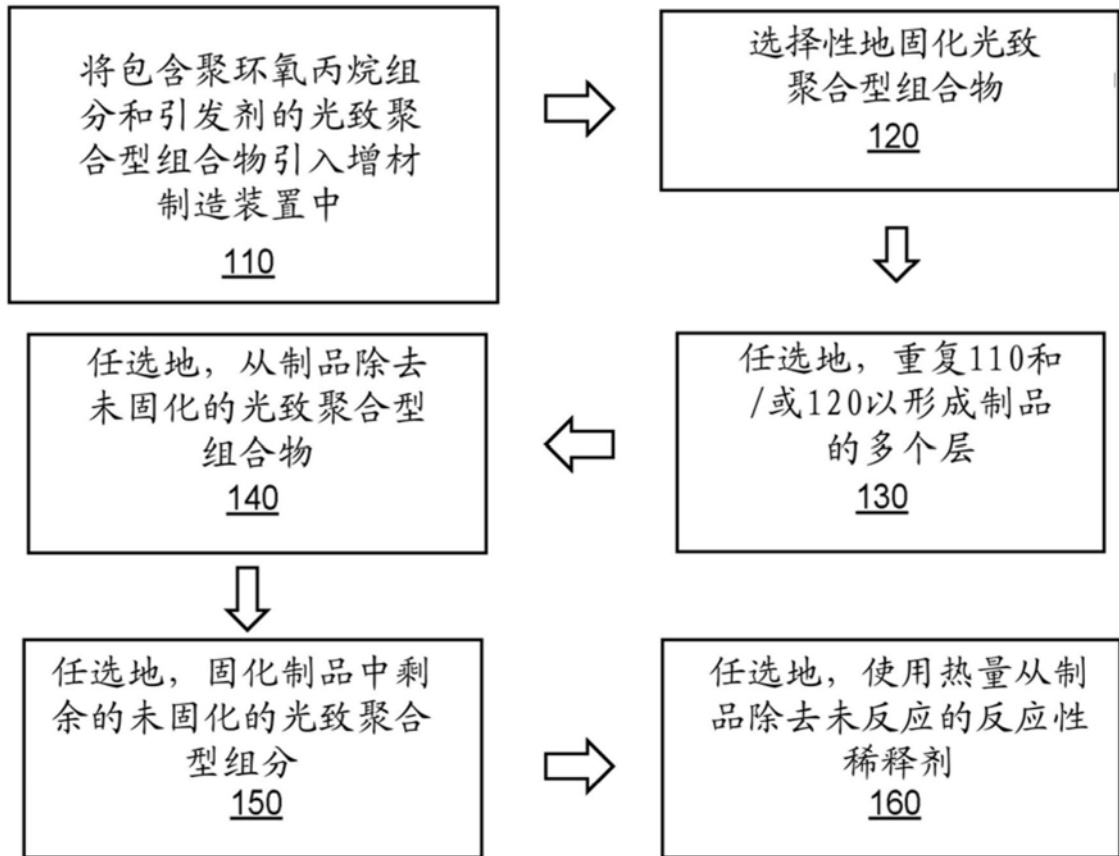 将包含聚环氧丙烷组
分和引发剂的光致聚
合型组合物引入增材
制造装置中
110
选择性地固化光致
聚合型组合物
120
任选地，重复110和
/或120以形成制品
的多个层
130
任选地，从制品除去
未固化的光致聚合型
组合物
140
任选地，固化制品中剩
余的未固化的光致聚合
型组分
150
任选地，使用热量从制
品除去未反应的反应性
稀释剂
160